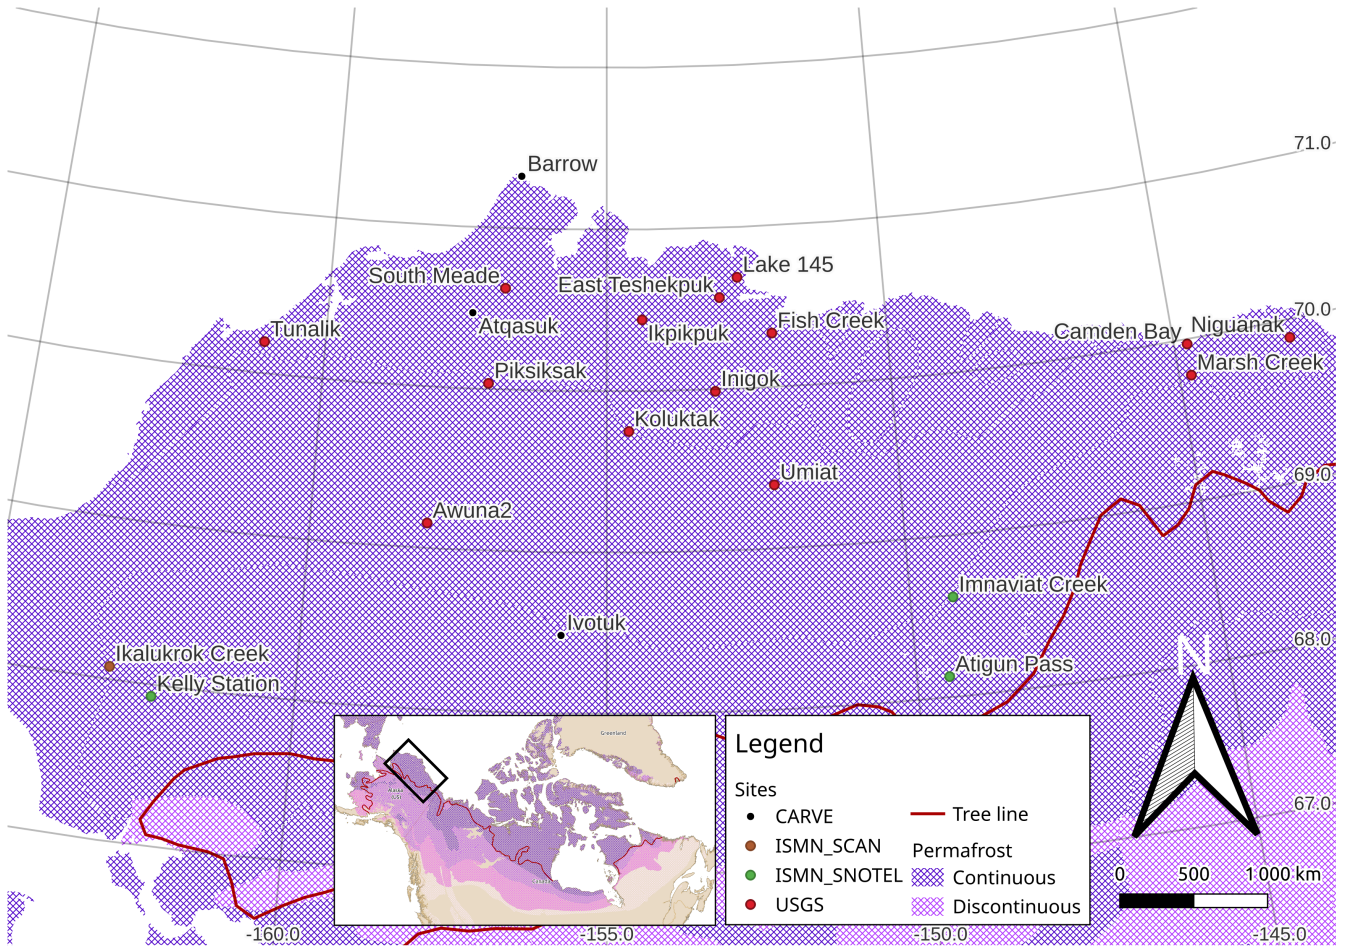 71.0
Barrow
Lake 145
South Meade
East Teshekpuk
70.0
Tunalik
Atqasuk
Ikpikpuk
Fish Creek
Camden Bay
Niguanak
Marsh Creek
Piksiksak
Inigok
Koluktak
Umiat
69.0
Awuna2
Imnaviat Creek
Ivotuk
68.0
Ikalukrok Creek
Atigun Pass
N
Kelly Station
Greenland
Legend
Sites
CARVE
ISMN_SCAN
ISMN_SNOTEL
USGS
Tree line
Permafrost
Continuous
Discontinuous
67.0
0 500 1 000 km
-160.0
-155.0
-150.0
-145.0